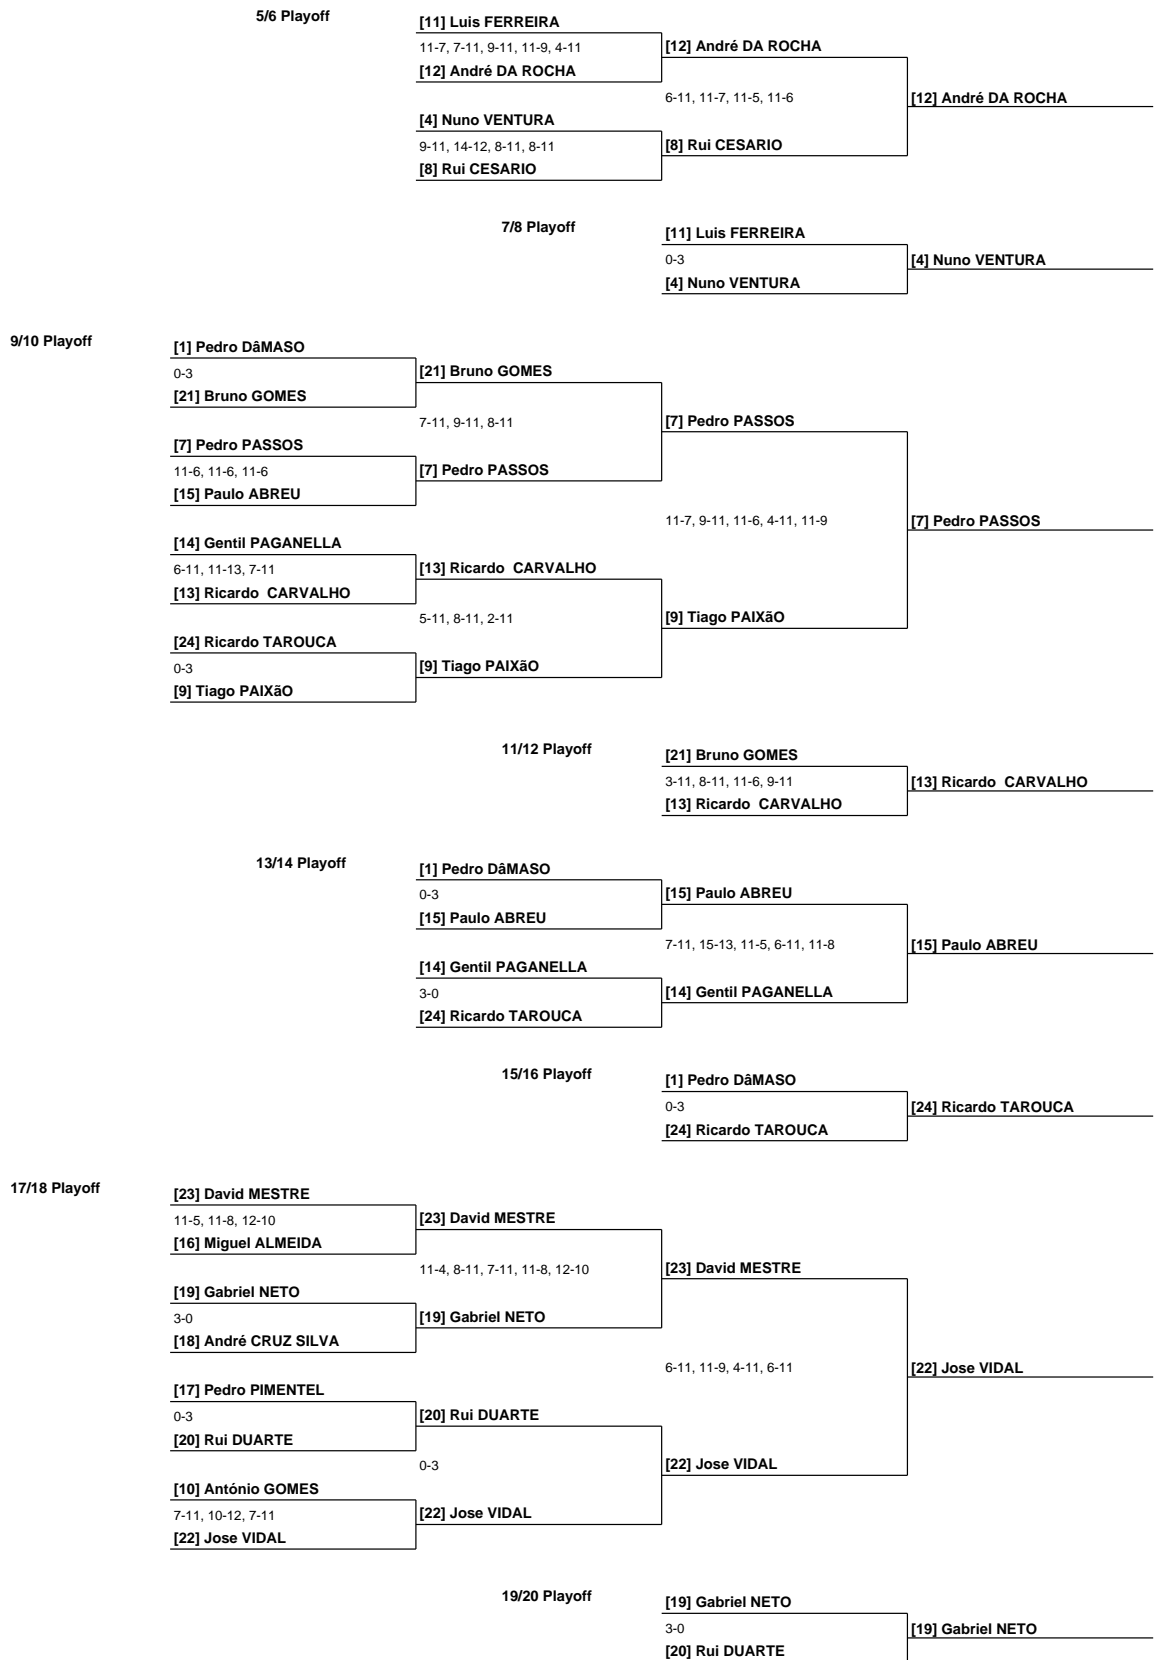 5/6 Playoff
[11] Luis FERREIRA
11-7, 7-11, 9-11, 11-9, 4-11
[12] André DA ROCHA
[12] André DA ROCHA
6-11, 11-7, 11-5, 11-6
[12] André DA ROCHA
[4] Nuno VENTURA
9-11, 14-12, 8-11, 8-11
[8] Rui CESARIO
[8] Rui CESARIO
7/8 Playoff
[11] Luis FERREIRA
0-3
[4] Nuno VENTURA
[4] Nuno VENTURA
9/10 Playoff
[1] Pedro DâMASO
0-3
[21] Bruno GOMES
[21] Bruno GOMES
7-11, 9-11, 8-11
[7] Pedro PASSOS
[7] Pedro PASSOS
11-6, 11-6, 11-6
[7] Pedro PASSOS
[15] Paulo ABREU
11-7, 9-11, 11-6, 4-11, 11-9
[7] Pedro PASSOS
[14] Gentil PAGANELLA
6-11, 11-13, 7-11
[13] Ricardo  CARVALHO
[13] Ricardo  CARVALHO
5-11, 8-11, 2-11
[9] Tiago PAIXãO
[24] Ricardo TAROUCA
0-3
[9] Tiago PAIXãO
[9] Tiago PAIXãO
11/12 Playoff
[21] Bruno GOMES
3-11, 8-11, 11-6, 9-11
[13] Ricardo  CARVALHO
[13] Ricardo  CARVALHO
13/14 Playoff
[1] Pedro DâMASO
0-3
[15] Paulo ABREU
[15] Paulo ABREU
7-11, 15-13, 11-5, 6-11, 11-8
[15] Paulo ABREU
[14] Gentil PAGANELLA
3-0
[14] Gentil PAGANELLA
[24] Ricardo TAROUCA
15/16 Playoff
[1] Pedro DâMASO
0-3
[24] Ricardo TAROUCA
[24] Ricardo TAROUCA
17/18 Playoff
[23] David MESTRE
11-5, 11-8, 12-10
[23] David MESTRE
[16] Miguel ALMEIDA
11-4, 8-11, 7-11, 11-8, 12-10
[23] David MESTRE
[19] Gabriel NETO
3-0
[19] Gabriel NETO
[18] André CRUZ SILVA
6-11, 11-9, 4-11, 6-11
[22] Jose VIDAL
[17] Pedro PIMENTEL
0-3
[20] Rui DUARTE
[20] Rui DUARTE
0-3
[22] Jose VIDAL
[10] António GOMES
7-11, 10-12, 7-11
[22] Jose VIDAL
[22] Jose VIDAL
19/20 Playoff
[19] Gabriel NETO
3-0
[19] Gabriel NETO
[20] Rui DUARTE